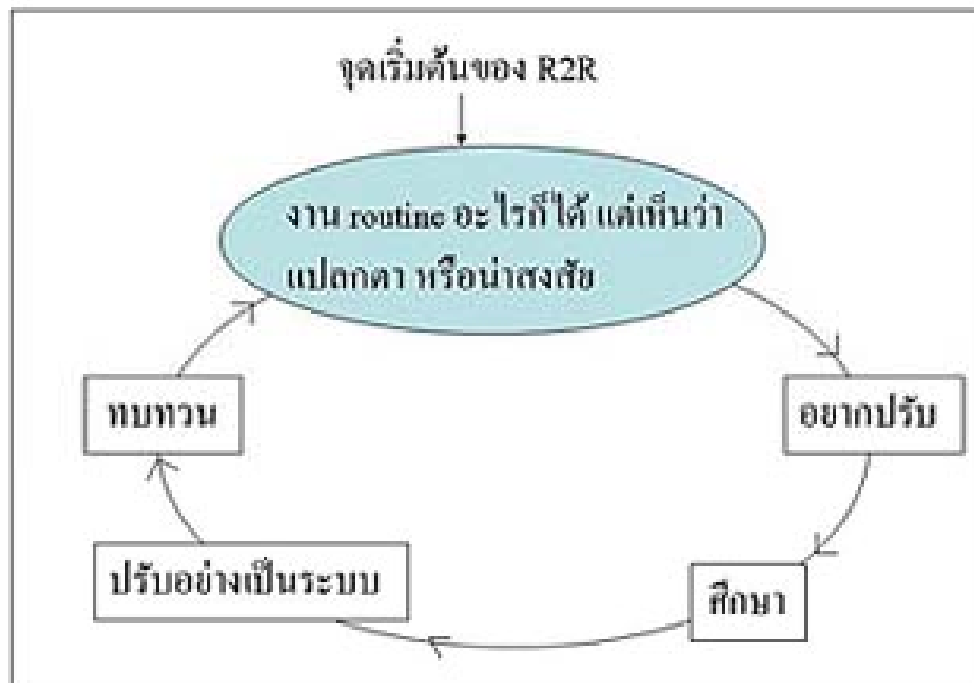 จุดเริ่มต้นของ R2R
งาน routine อะไรก็ได้ แต่เห็นว่า
แปลกตา หรือน่าสงสัย
ทบทวน
อยากปรับ
ปรับอย่างเป็นระบบ
ศึกษา